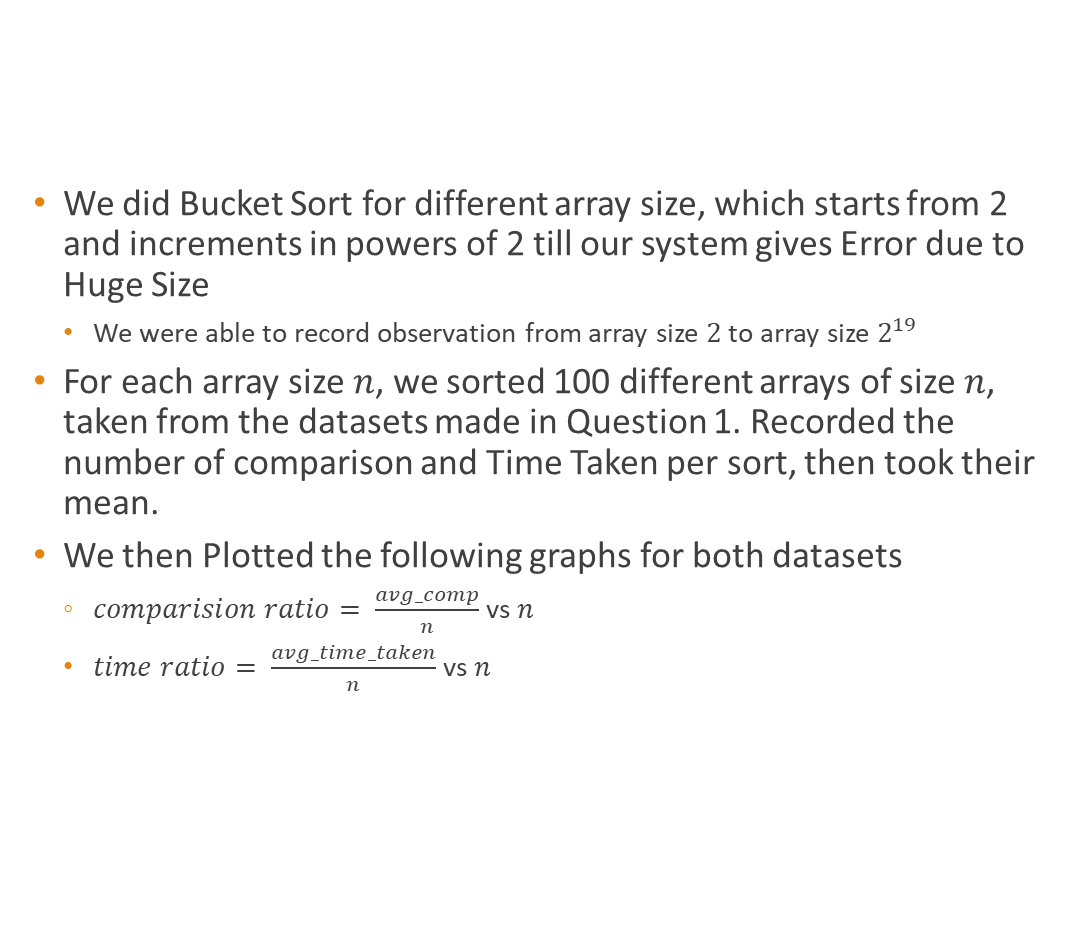 • We did Bucket Sort for different array size, which starts from 2
and increments in powers of 2 till our system gives Error due to
Huge Size
• We were able to record observation from array size 2 to array size 2¹⁹
• For each array size 𝑛, we sorted 100 different arrays of size 𝑛,
taken from the datasets made in Question 1. Recorded the
number of comparison and Time Taken per sort, then took their
mean.
• We then Plotted the following graphs for both datasets
◦ 𝑐𝑜𝑚𝑝𝑎𝑟𝑖𝑠𝑖𝑜𝑛 𝑟𝑎𝑡𝑖𝑜 = 𝑎𝑣𝑔_𝑐𝑜𝑚𝑝/𝑛 vs 𝑛
• 𝑡𝑖𝑚𝑒 𝑟𝑎𝑡𝑖𝑜 = 𝑎𝑣𝑔_𝑡𝑖𝑚𝑒_𝑡𝑎𝑘𝑒𝑛/𝑛 vs 𝑛